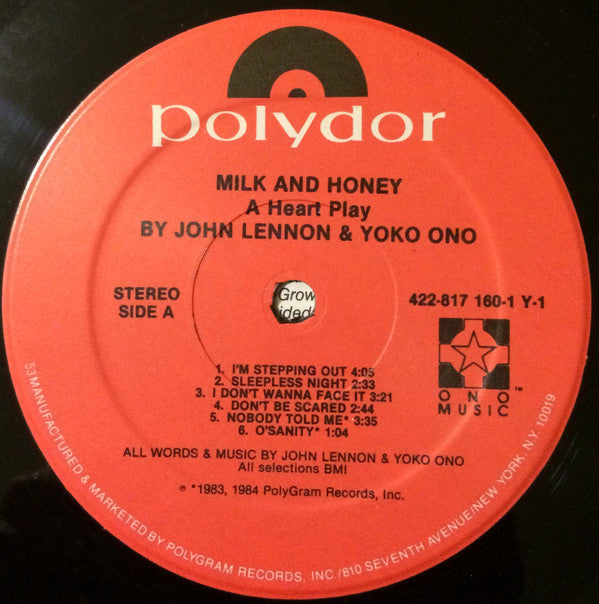 polydor
MILK AND HONEY
A Heart Play
BY JOHN LENNON & YOKO ONO
STEREO
SIDE A
Grow
ided
422-817 160-1 Y-1
ONO™
MUSIC
1. I'M STEPPING OUT 4:05
2. SLEEPLESS NIGHT 2:33
3. I DON'T WANNA FACE IT 3:21
4. DON'T BE SCARED 2:44
5. NOBODY TOLD ME* 3:35
6. O'SANITY* 1:04
ALL WORDS & MUSIC BY JOHN LENNON & YOKO ONO
All selections BMI
℗ *1983, 1984 PolyGram Records, Inc.
53 MANUFACTURED & MARKETED BY POLYGRAM RECORDS, INC./810 SEVENTH AVENUE/NEW YORK, N.Y. 10019